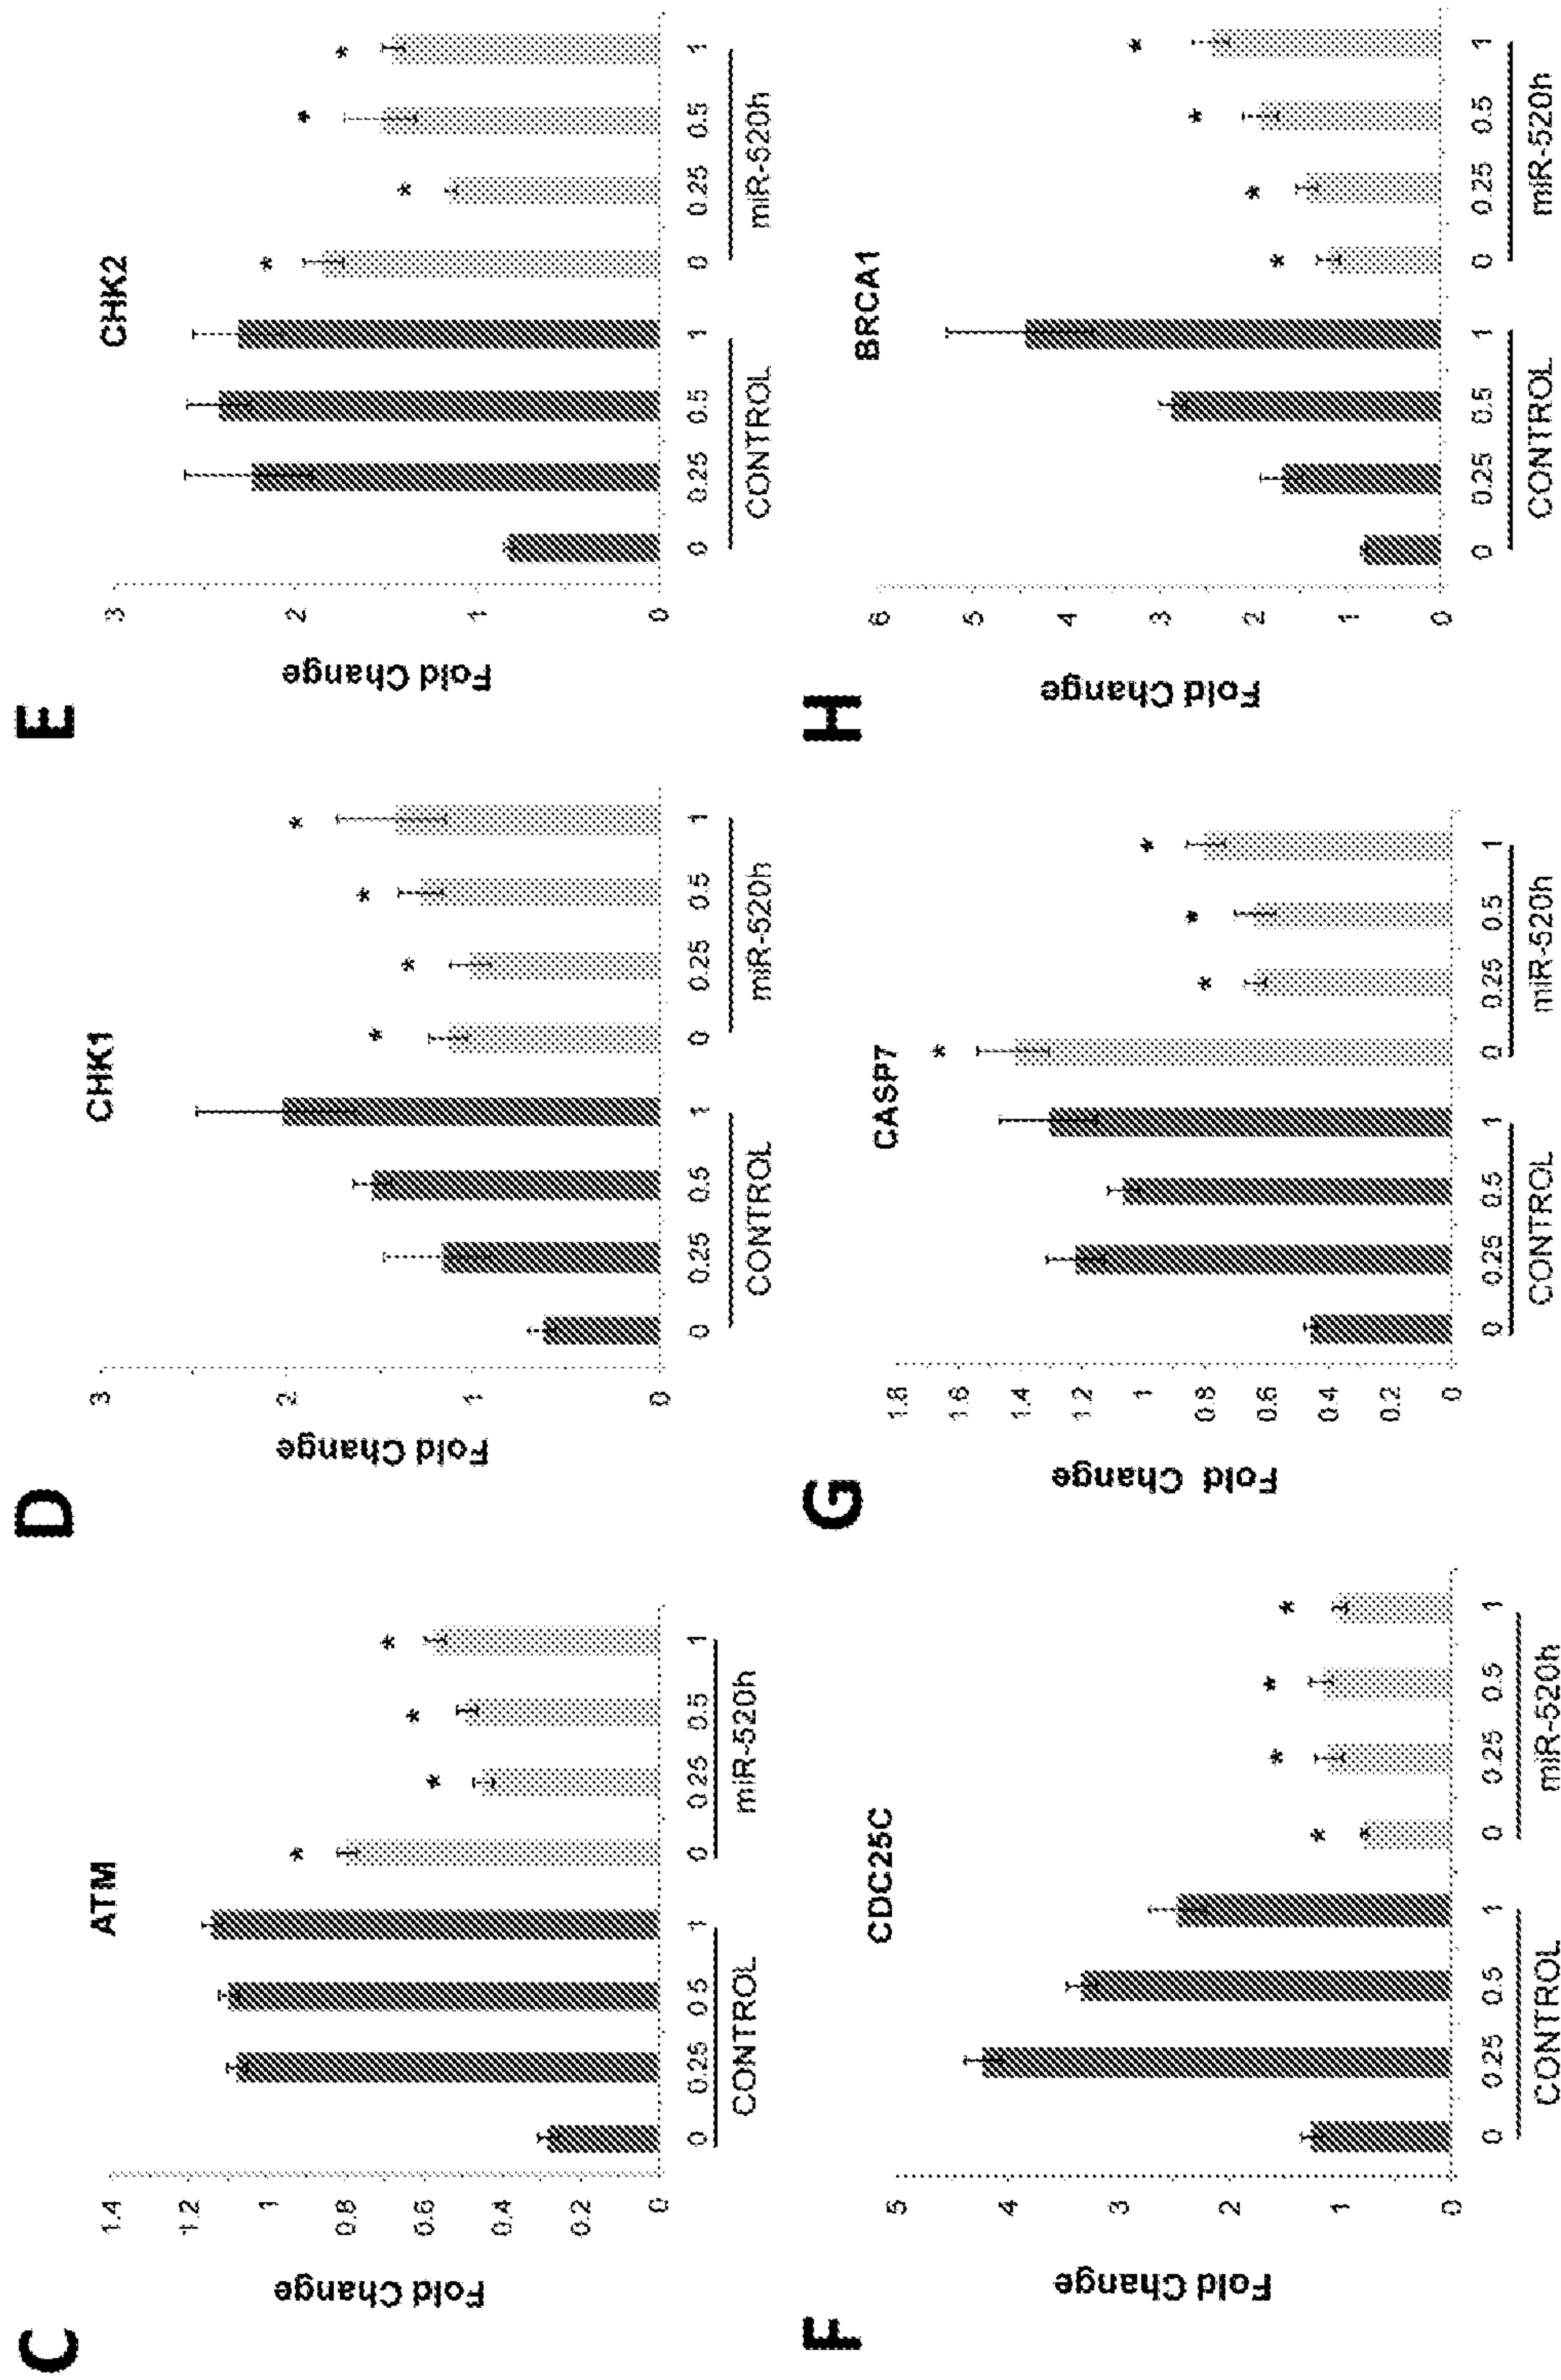 C
ATM
Fold Change
1.4
1.2
1
0.8
0.6
0.4
0.2
0
* * * *
0 0.25 0.5 1 0 0.25 0.5 1
CONTROL miR-520h
D
CHK1
Fold Change
3
2
1
0
* * * *
0 0.25 0.5 1 0 0.25 0.5 1
CONTROL miR-520h
E
CHK2
Fold Change
3
2
1
0
* * * *
0 0.25 0.5 1 0 0.25 0.5 1
CONTROL miR-520h
F
CDC25C
Fold Change
5
4
3
2
1
0
* * * *
0 0.25 0.5 1 0 0.25 0.5 1
CONTROL miR-520h
G
CASP7
Fold Change
1.8
1.6
1.4
1.2
1
0.8
0.6
0.4
0.2
0
* * * *
0 0.25 0.5 1 0 0.25 0.5 1
CONTROL miR-520h
H
BRCA1
Fold Change
6
5
4
3
2
1
0
* * * *
0 0.25 0.5 1 0 0.25 0.5 1
CONTROL miR-520h